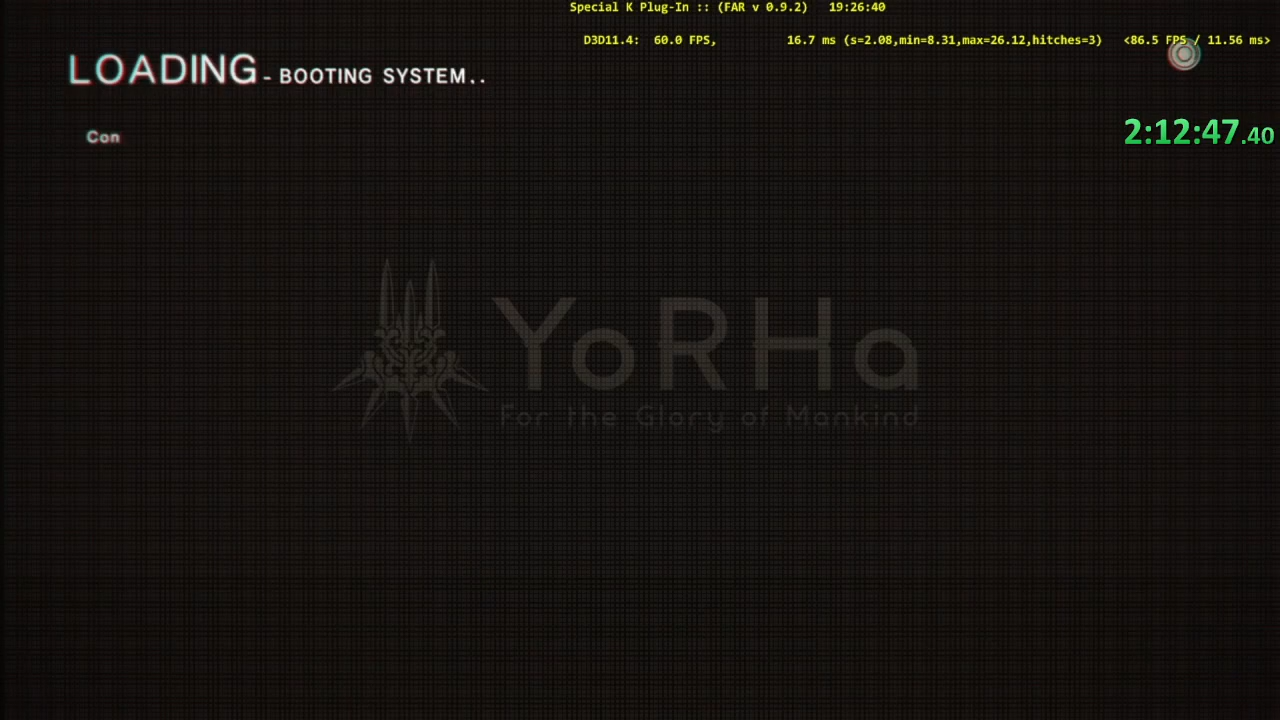 Special K Plug-In :: (FAR v 0.9.2)   19:26:40
D3D11.4:  60.0 FPS,          16.7 ms (s=2.08,min=8.31,max=26.12,hitches=3)   <86.5 FPS / 11.56 ms>
LOADING - BOOTING SYSTEM..
2:12:47.40
Con
YoRHa
For the Glory of Mankind